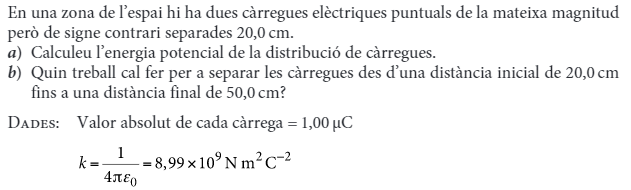 En una zona de l’espai hi ha dues càrregues elèctriques puntuals de la mateixa magnitud
però de signe contrari separades 20,0 cm.
a) Calculeu l’energia potencial de la distribució de càrregues.
b) Quin treball cal fer per a separar les càrregues des d’una distància inicial de 20,0 cm
fins a una distància final de 50,0 cm?
DADES: Valor absolut de cada càrrega = 1,00 μC
k = 1/(4πε₀) = 8,99 × 10⁹ N m² C⁻²